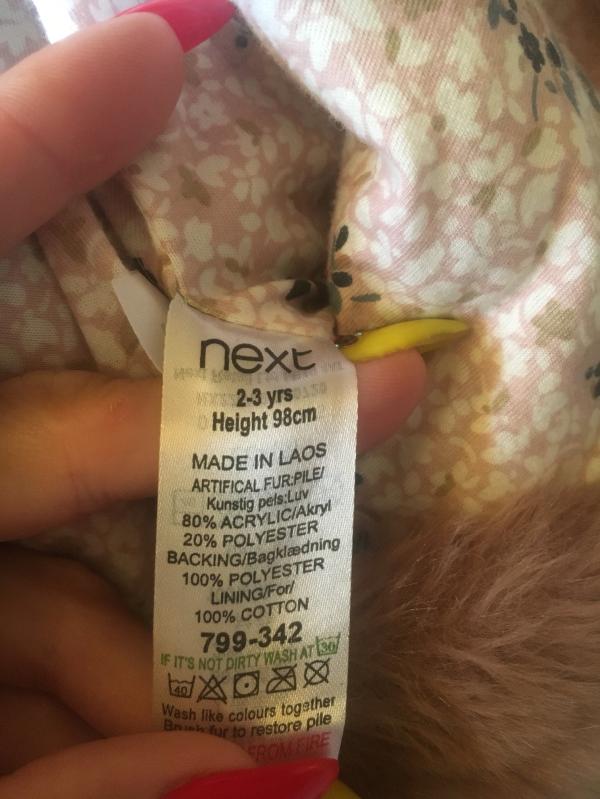 next
2-3 yrs
Height 98cm
MADE IN LAOS
ARTIFICAL FUR:PILE/
Kunstig pels:Luv
80% ACRYLIC/Akryl
20% POLYESTER
BACKING/Bagklædning
100% POLYESTER
LINING/For/
100% COTTON
799-342
IF IT'S NOT DIRTY WASH AT 30
40
Wash like colours together
Brush fur to restore pile
FROM FIRE